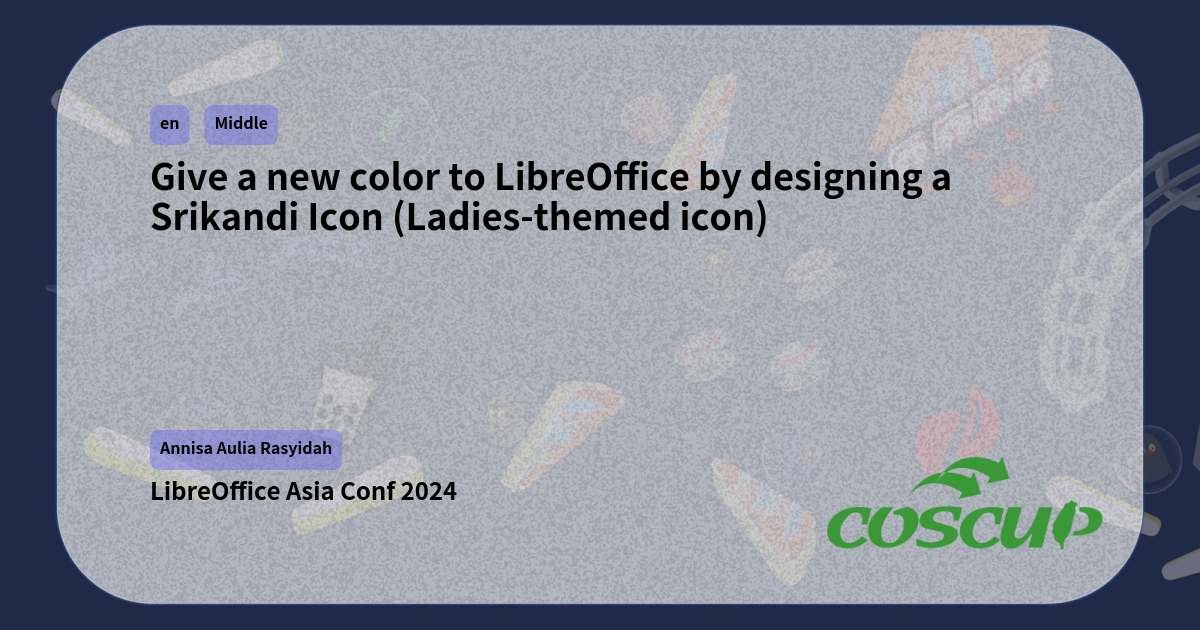 en Middle
Give a new color to LibreOffice by designing a
Srikandi Icon (Ladies-themed icon)
Annisa Aulia Rasyidah
LibreOffice Asia Conf 2024
COSCUP